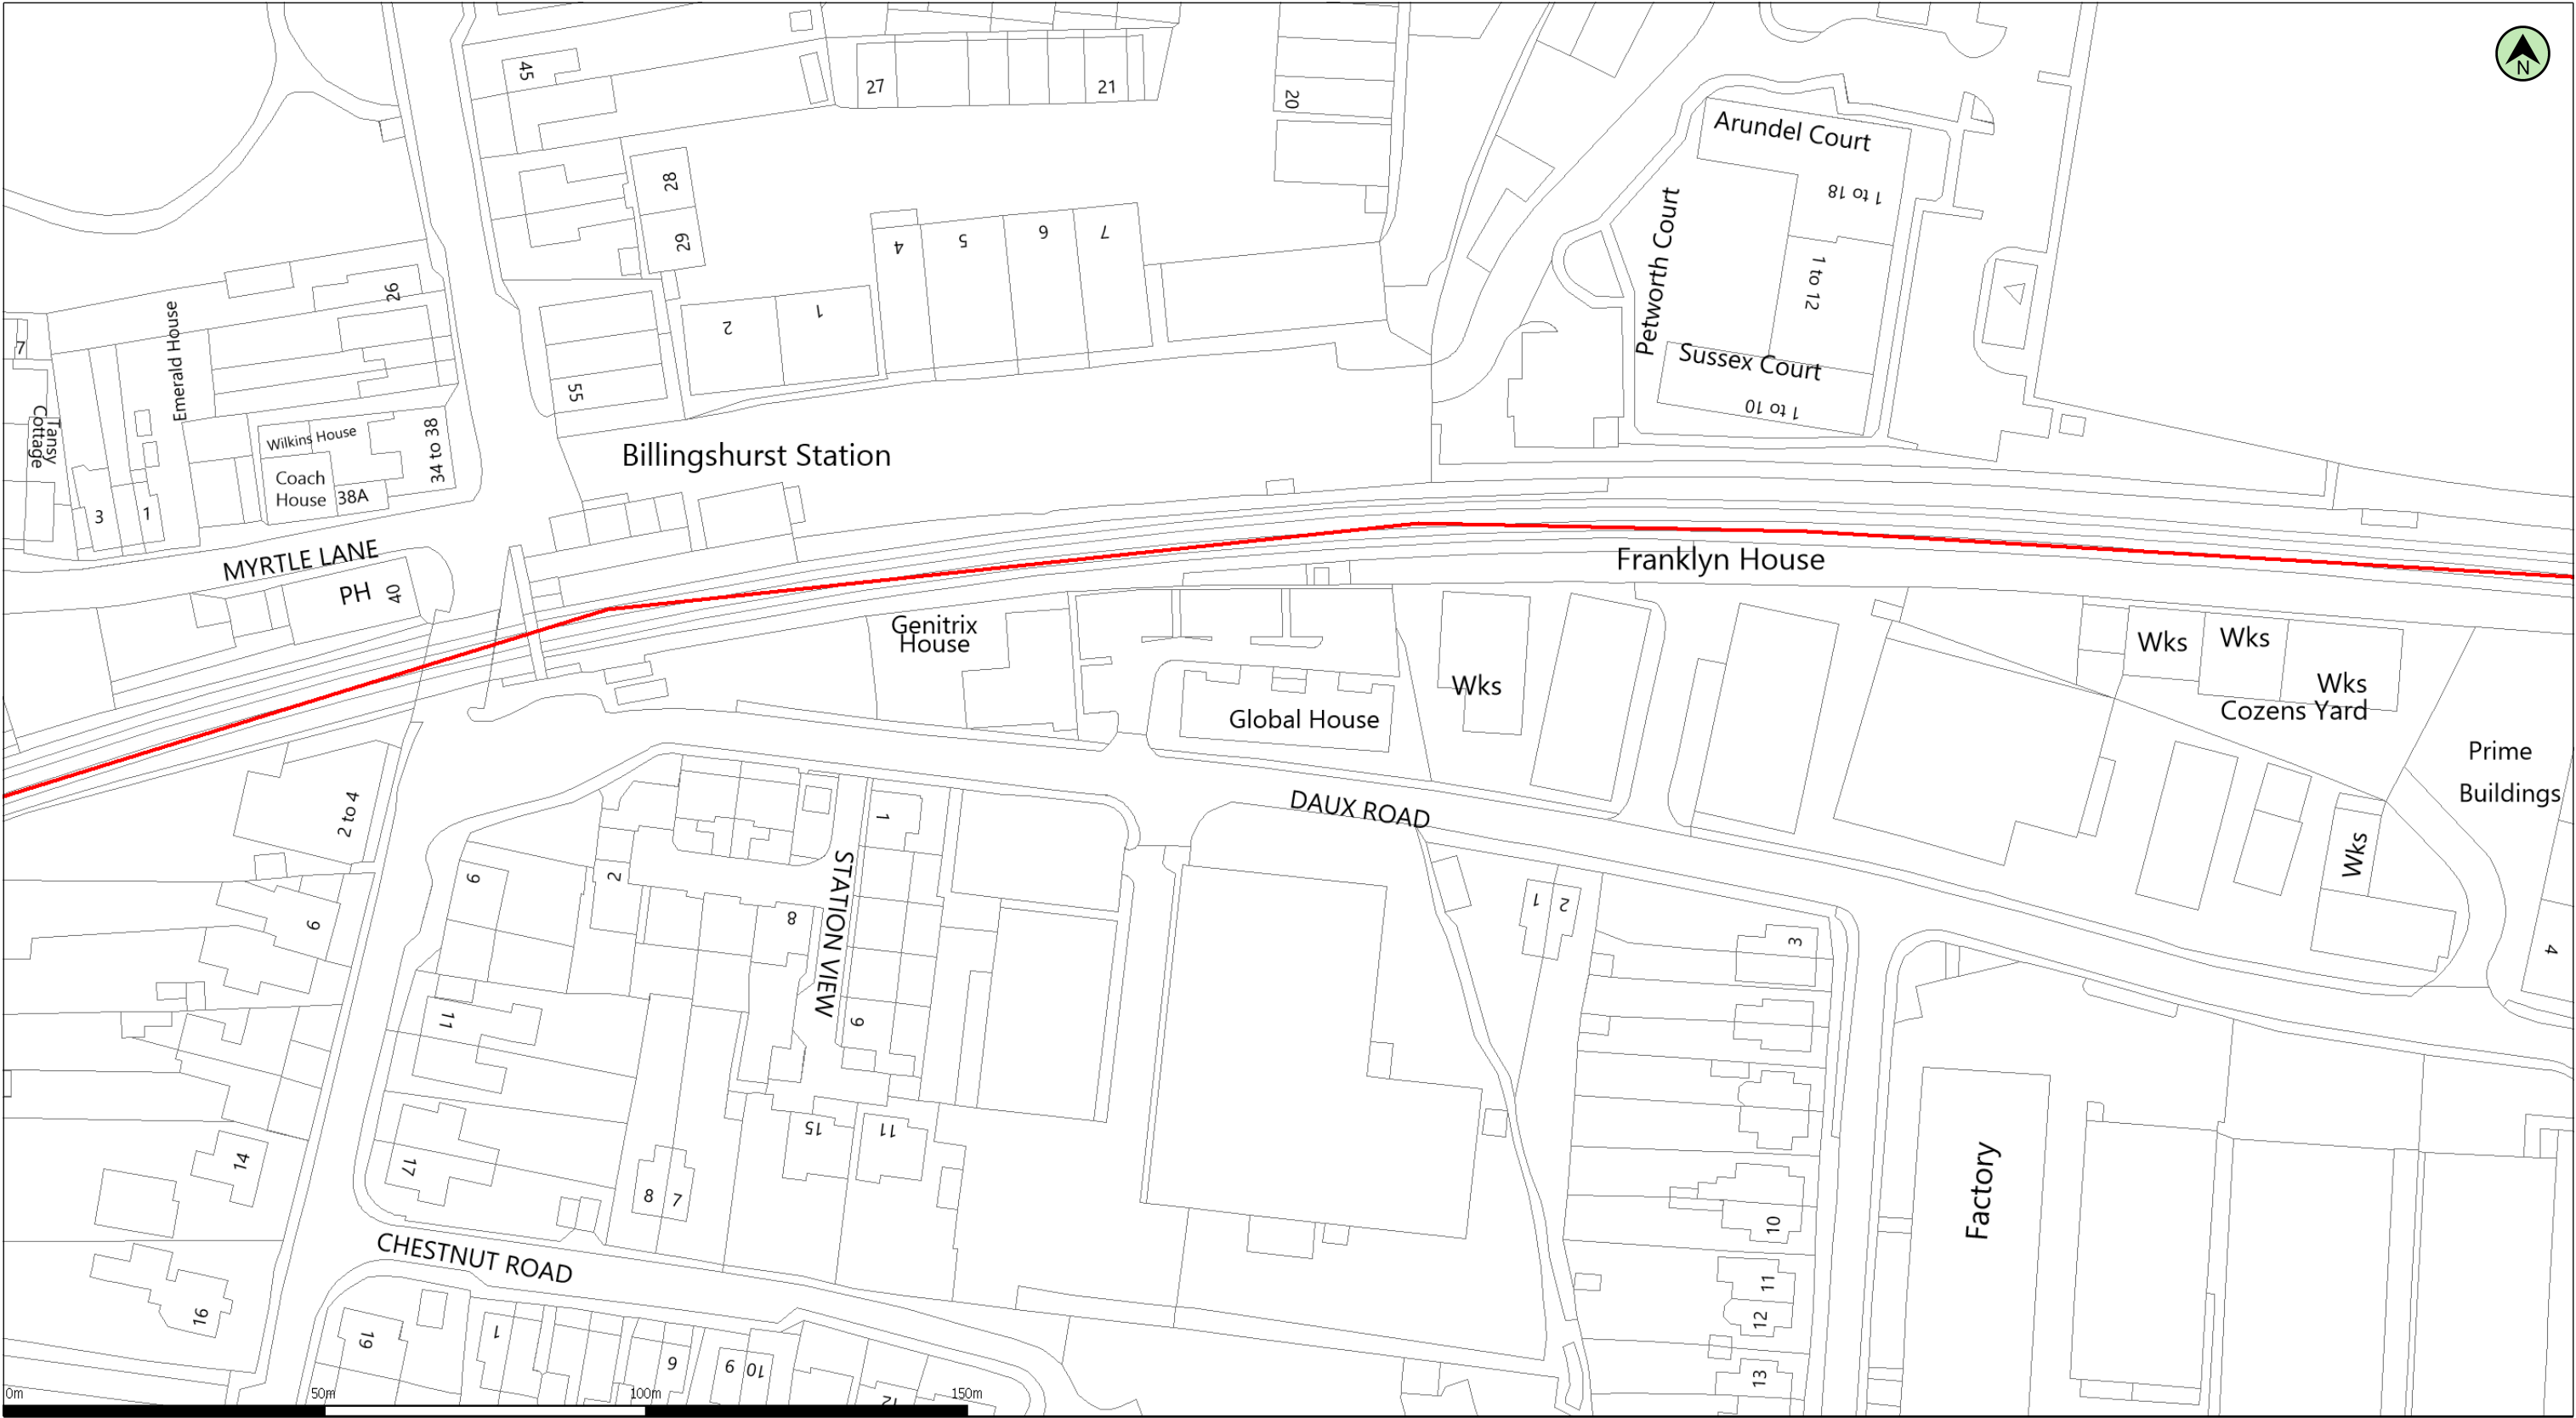 N
45
27
21
20
Arundel Court
1 to 18
28
29
4
5
6
7
Petworth Court
1 to 12
26
Emerald House
2
1
7
Sussex Court
1 to 10
55
Tansy
Cottage
Wilkins House
34 to 38
Billingshurst Station
Coach
House
38A
3
1
MYRTLE LANE
PH
40
Franklyn House
Genitrix
House
Wks
Wks
Wks
Wks
Global House
Cozens Yard
Prime
Buildings
2 to 4
1
DAUX ROAD
STATION VIEW
Wks
9
2
6
8
1
2
3
4
11
9
15
11
14
17
8
7
10
Factory
CHESTNUT ROAD
11
12
16
19
1
6
9
10
13
12
0m
50m
100m
150m